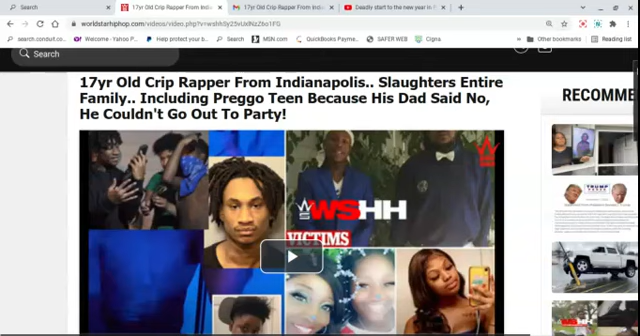 Search
17yr Old Crip Rapper From Indian
17yr Old Crip Rapper From Indian
Deadly start to the new year in
worldstarhiphop.com/videos/video.php?v=wshh
search.conduit.co...
Welcome - Yahoo
Help protect your b...
Search
MSN.com
QuickBooks Payme...
SAFER WEB
Cigna
Other bookmarks
Reading list
Search
17yr Old Crip Rapper From Indianapolis.. Slaughters Entire
Family.. Including Preggo Teen Because His Dad Said No,
He Couldn't Go Out To Party!
RECOMME
WSHH
VICTIMS
TRUMP